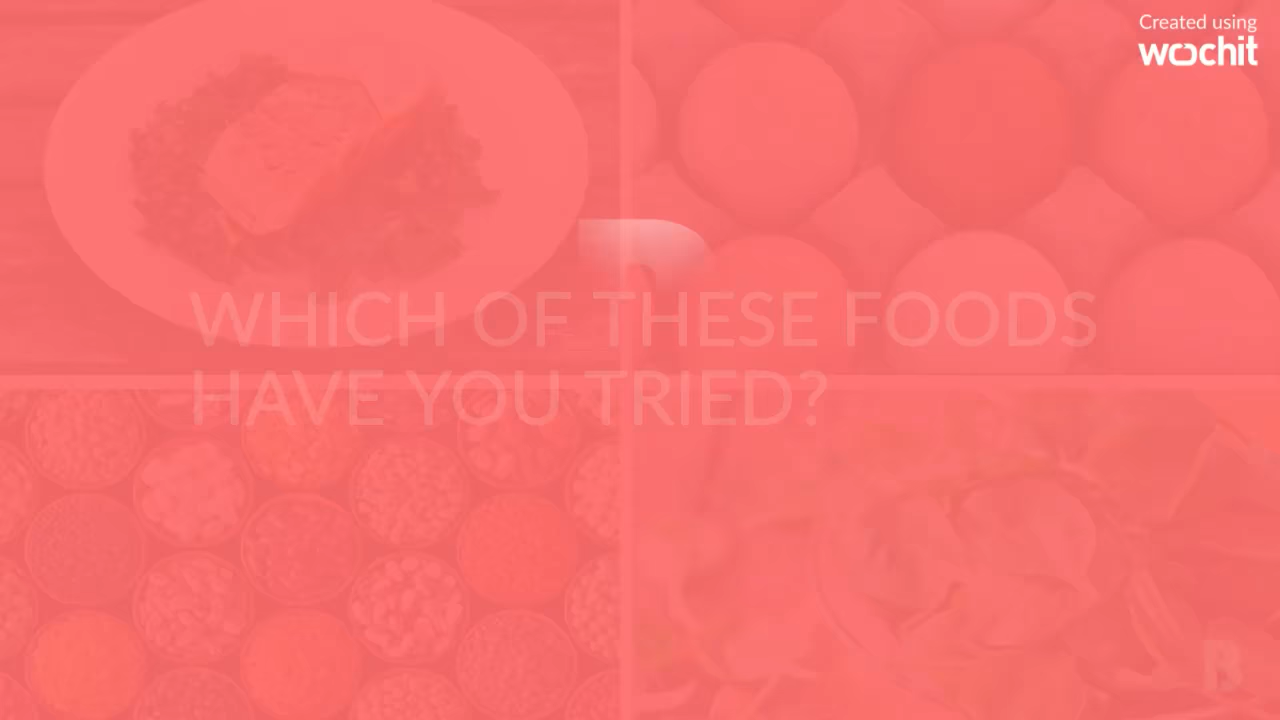 Created using
wochit
WHICH OF THESE FOODS
HAVE YOU TRIED?
B